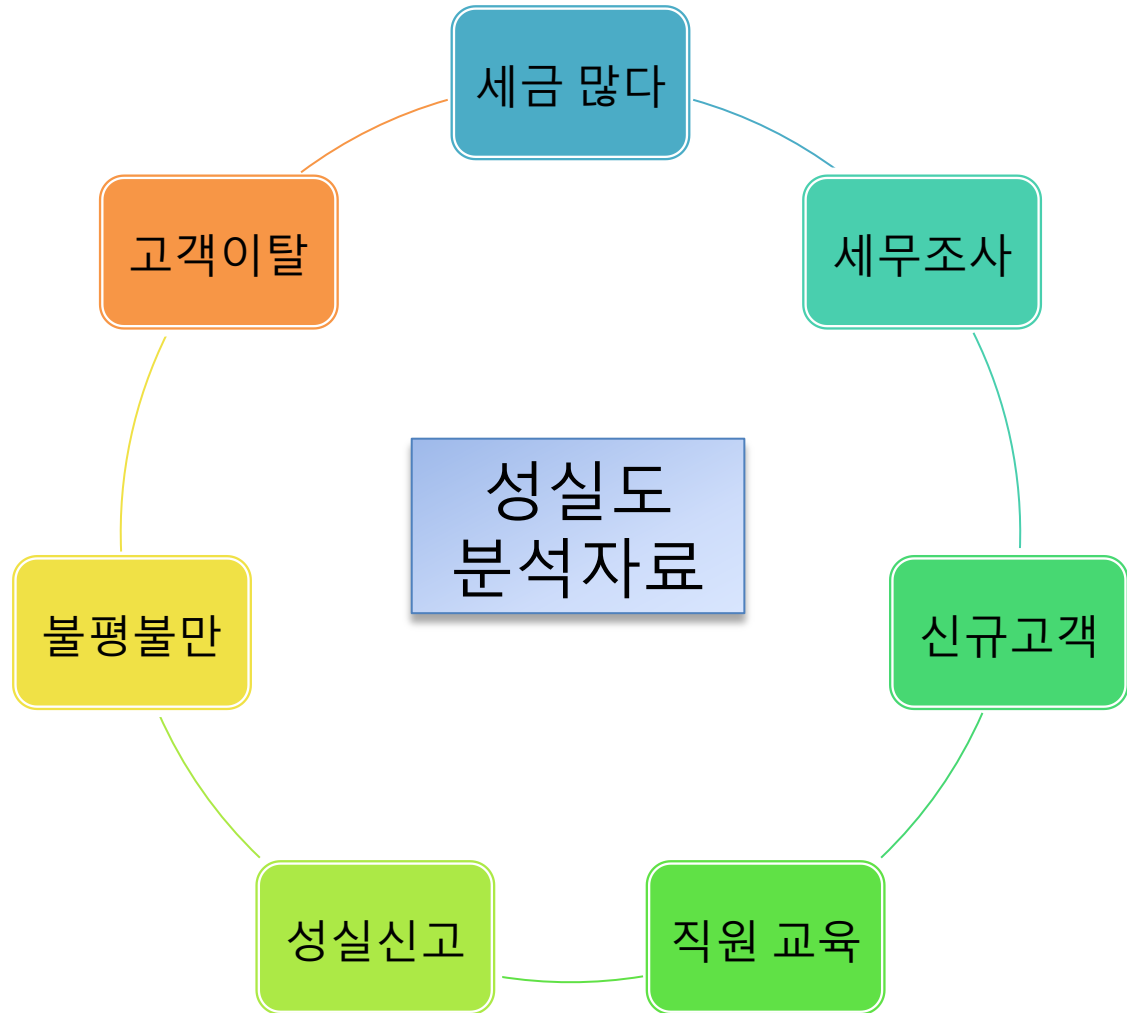 세금 많다
세무조사
신규고객
직원 교육
성실신고
불평불만
고객이탈
성실도
분석자료